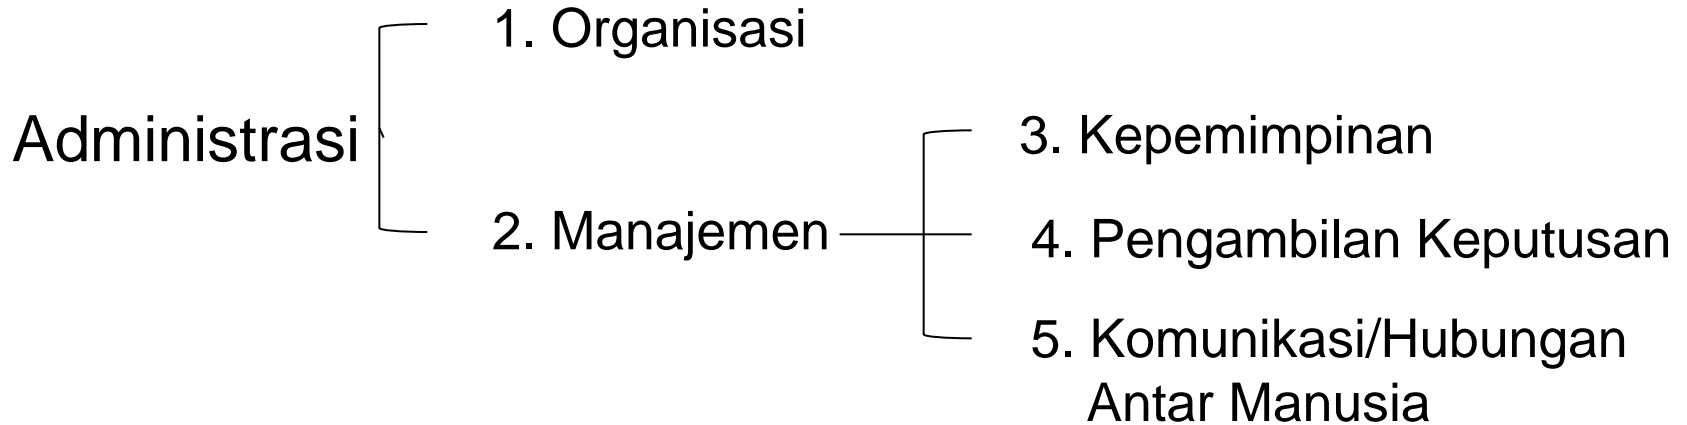 1. Organisasi
Administrasi
3. Kepemimpinan
2. Manajemen
4. Pengambilan Keputusan
5. Komunikasi/Hubungan
Antar Manusia